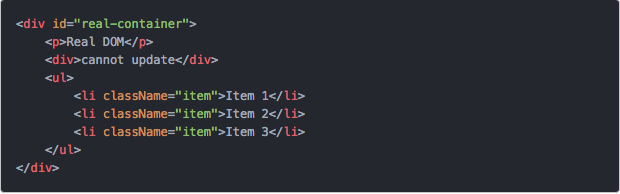 <div id="real-container">
    <p>Real DOM</p>
    <div>cannot update</div>
    <ul>
        <li className="item">Item 1</li>
        <li className="item">Item 2</li>
        <li className="item">Item 3</li>
    </ul>
</div>